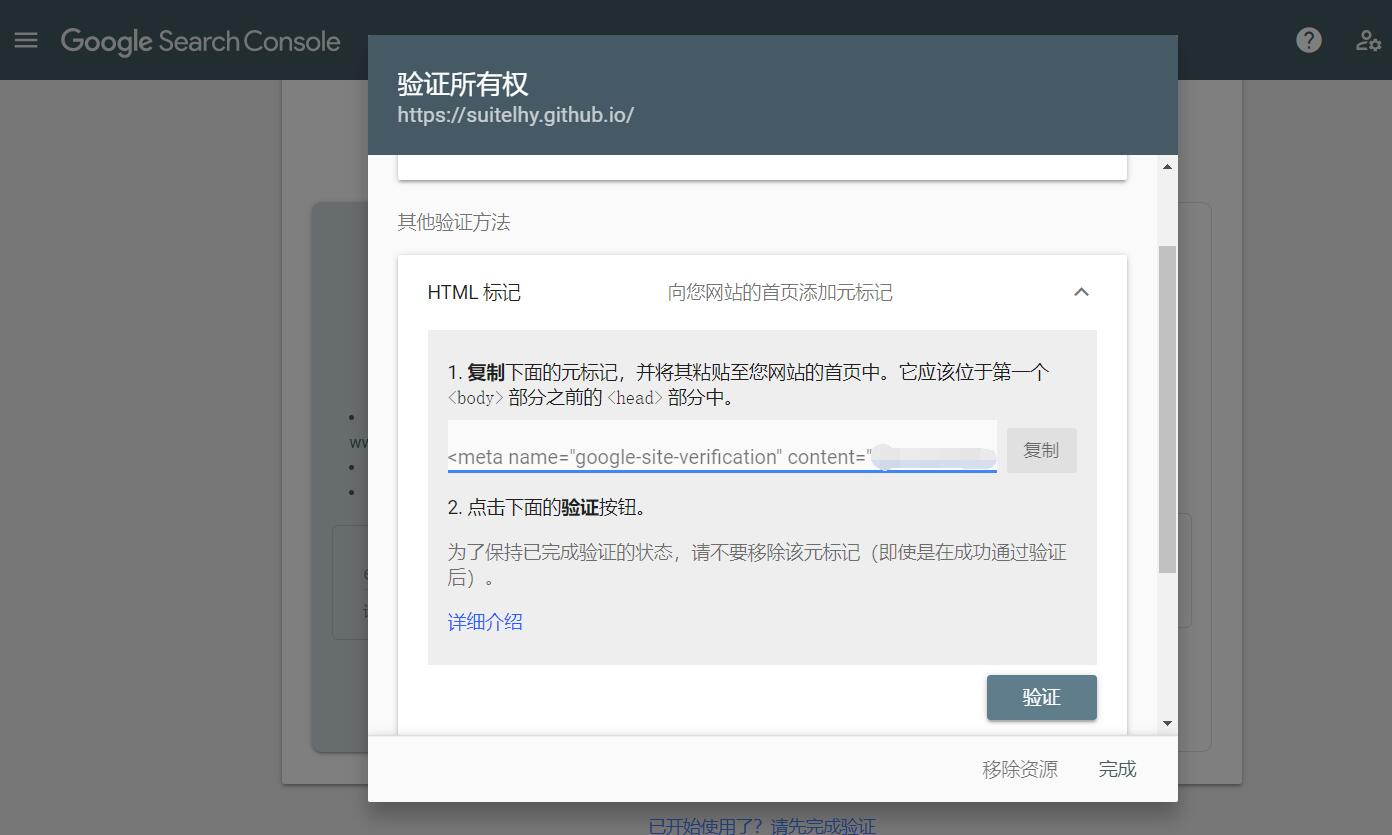 Google Search Console
验证所有权
https://suitelhy.github.io/
其他验证方法
HTML 标记
向您网站的首页添加元标记
1. 复制下面的元标记，并将其粘贴至您网站的首页中。它应该位于第一个
<body> 部分之前的 <head> 部分中。
<meta name="google-site-verification" content="
复制
2. 点击下面的验证按钮。
为了保持已完成验证的状态，请不要移除该元标记（即使是在成功通过验证
后）。
详细介绍
验证
移除资源
完成
已开始使用了？请先完成验证